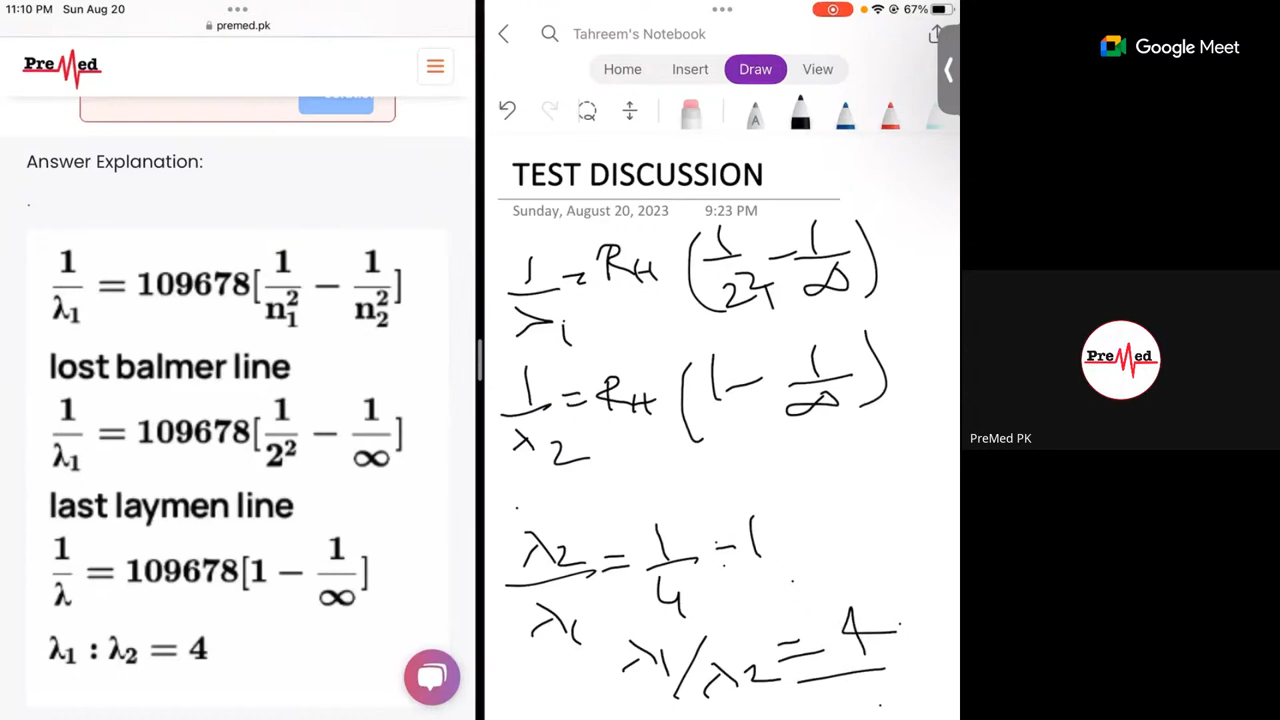 11:10 PM Sun Aug 20
premed.pk
PreMed
Answer Explanation:
.
1/λ₁ = 109678[1/n₁² − 1/n₂²]
lost balmer line
1/λ₁ = 109678[1/2² − 1/∞]
last laymen line
1/λ = 109678[1 − 1/∞]
λ₁ : λ₂ = 4
67%
Tahreem's Notebook
Home Insert Draw View
TEST DISCUSSION
Sunday, August 20, 2023 9:23 PM
1/λ₁ = RH (1/2² − 1/∞)
1/λ₂ = RH (1 − 1/∞)
λ₂/λ₁ = 1/4 ÷ 1
λ₁/λ₂ = 4
Google Meet
PreMed
PreMed PK